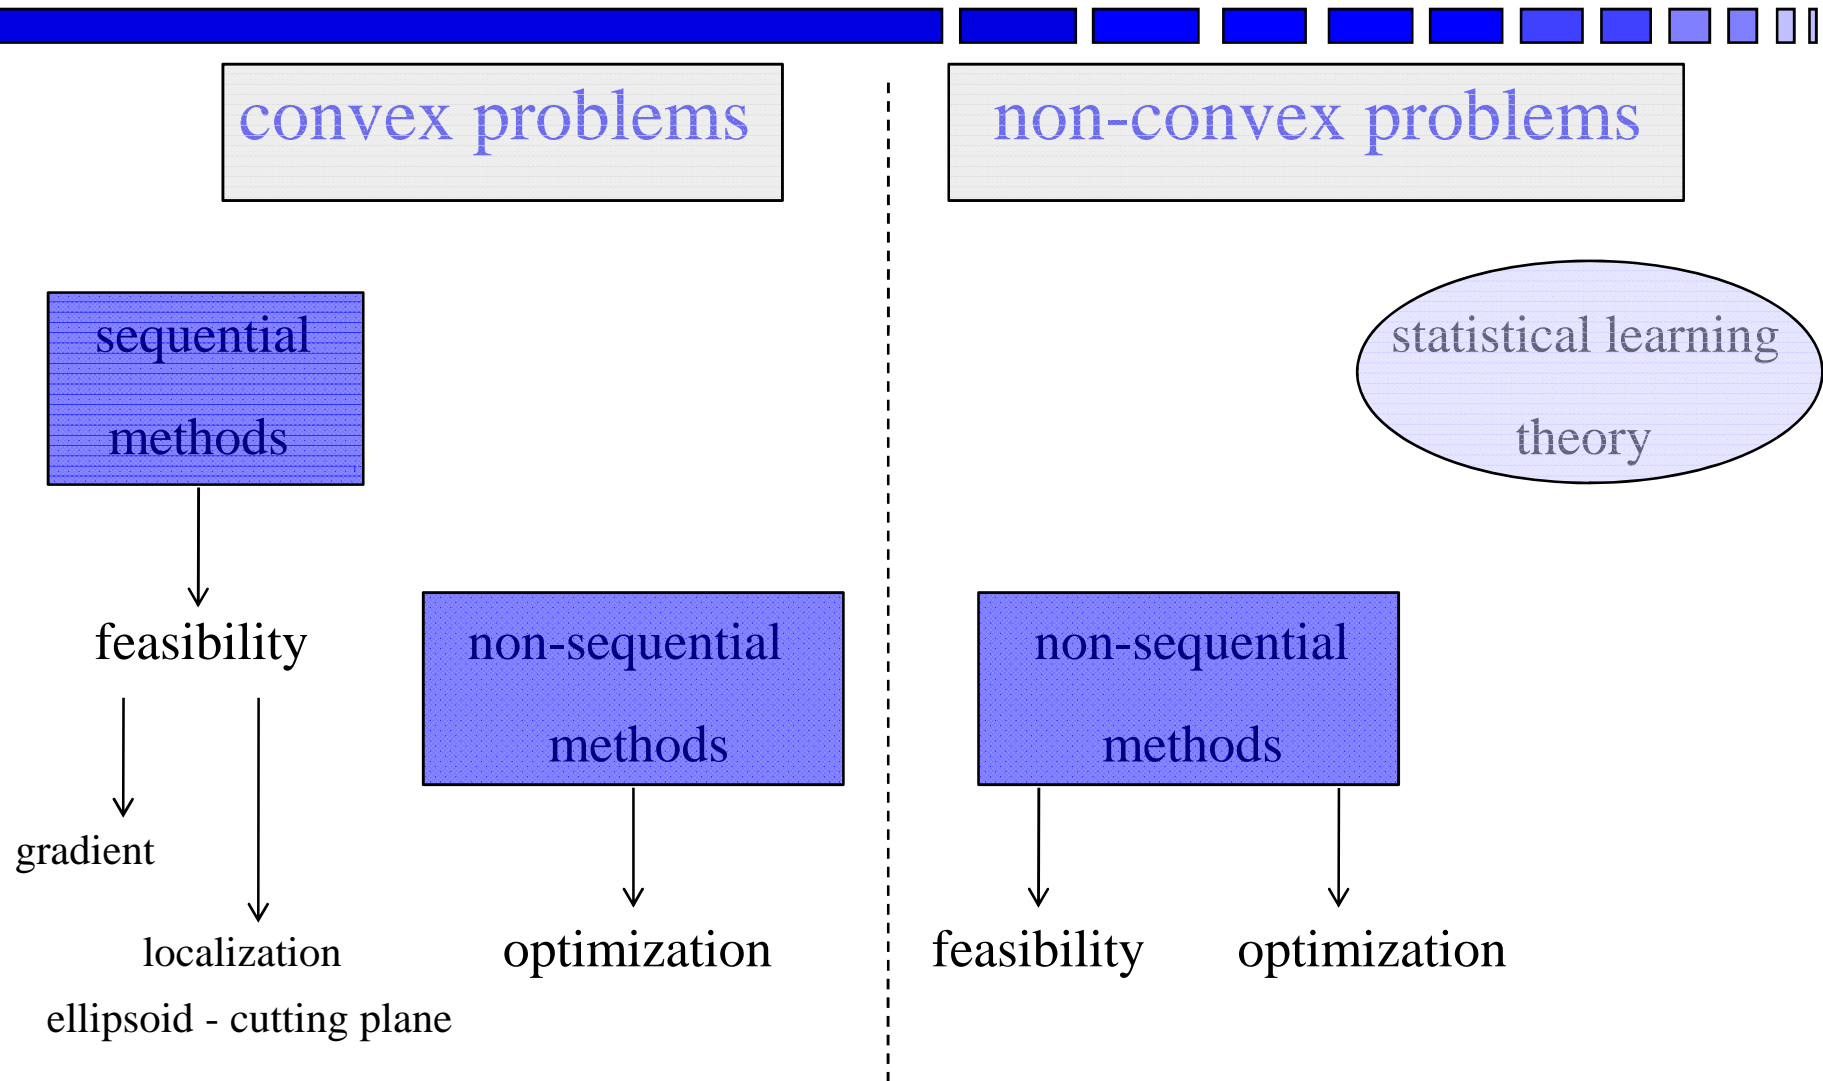 convex problems
non-convex problems
sequential
methods
statistical learning
theory
feasibility
non-sequential
methods
non-sequential
methods
gradient
localization
ellipsoid - cutting plane
optimization
feasibility
optimization